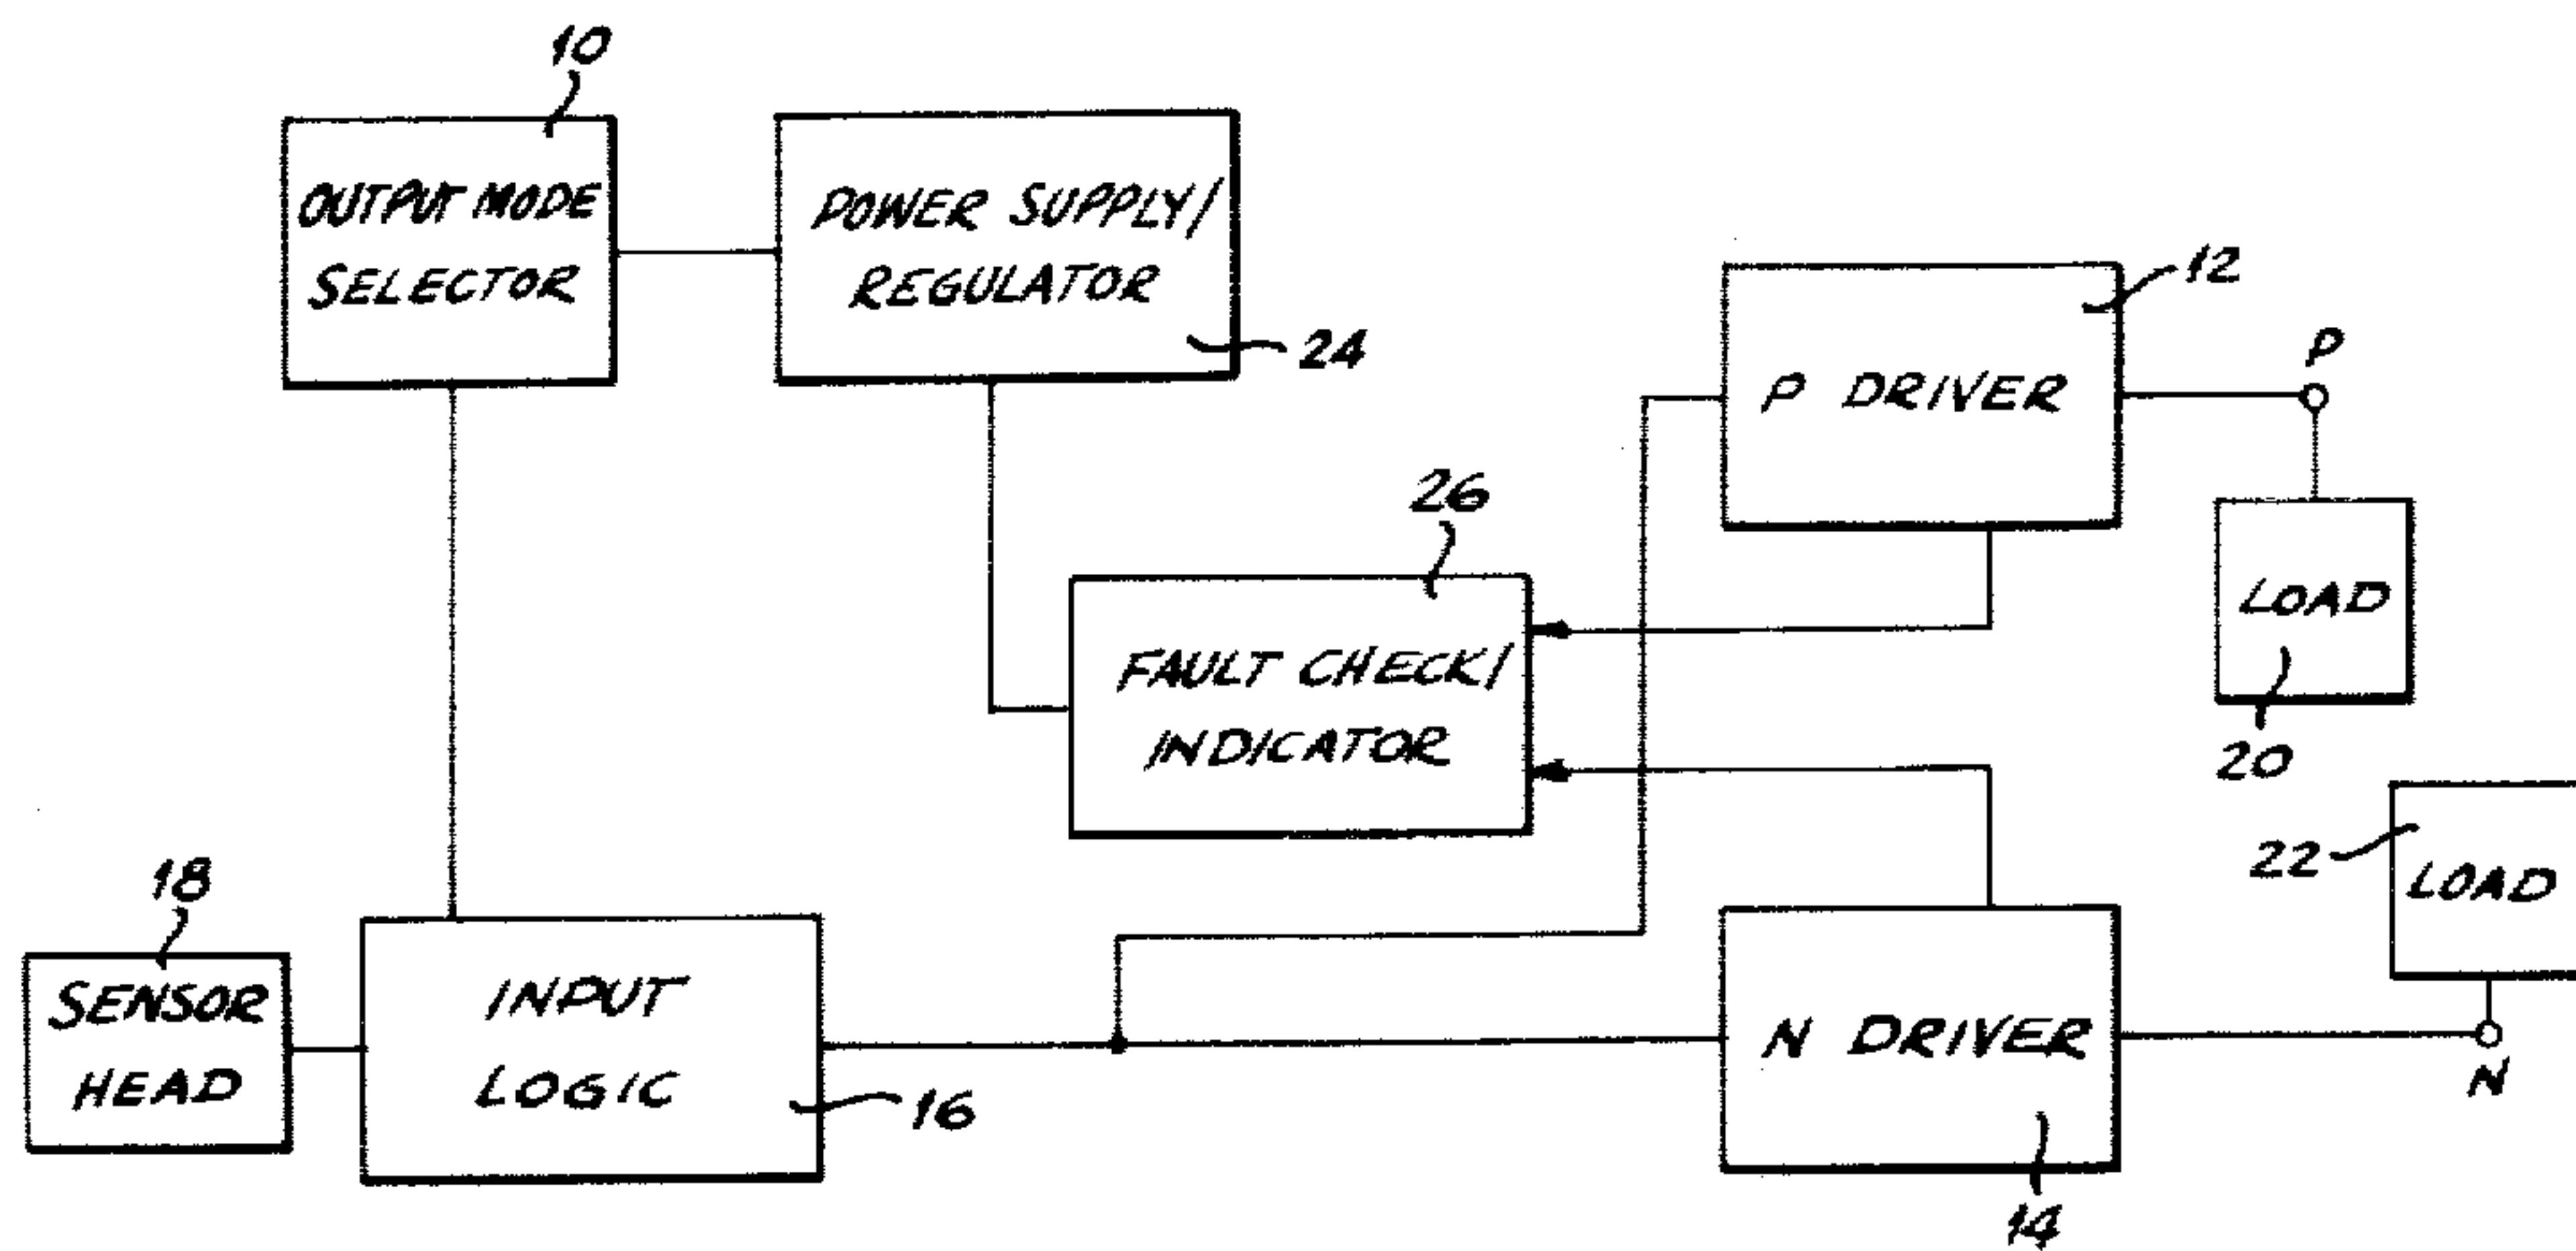 10
OUTPUT MODE
SELECTOR
POWER SUPPLY/
REGULATOR
24
12
P DRIVER
P
LOAD
20
26
FAULT CHECK/
INDICATOR
22
LOAD
18
SENSOR
HEAD
INPUT
LOGIC
16
N DRIVER
N
14